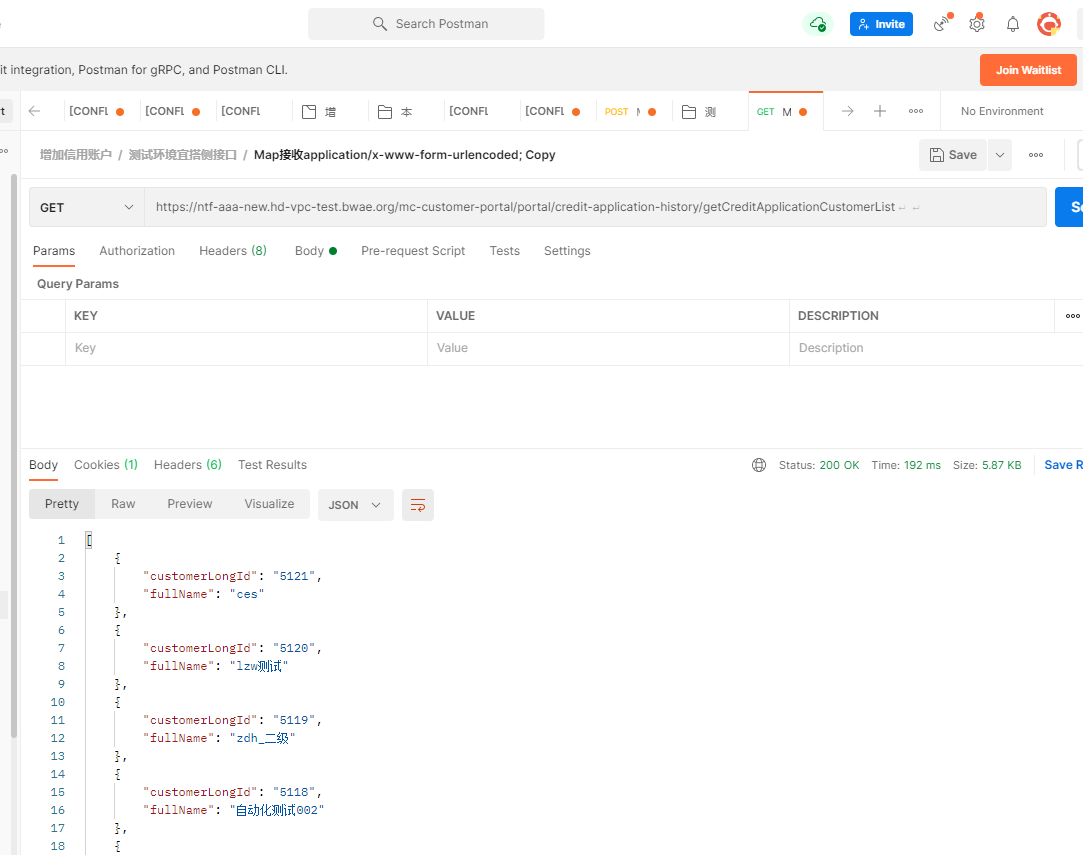 Search Postman
Invite
it integration, Postman for gRPC, and Postman CLI.
Join Waitlist
[CONFL
[CONFL
[CONFL
增
本
[CONFL
[CONFL
POST
测
GET M
No Environment
增加信用账户 / 测试环境宜搭侧接口 / Map接收application/x-www-form-urlencoded; Copy
Save
GET
https://ntf-aaa-new.hd-vpc-test.bwae.org/mc-customer-portal/portal/credit-application-history/getCreditApplicationCustomerList
Params Authorization Headers (8) Body Pre-request Script Tests Settings
Query Params
KEY VALUE DESCRIPTION
Key Value Description
Body Cookies (1) Headers (6) Test Results
Status: 200 OK Time: 192 ms Size: 5.87 KB Save R
Pretty Raw Preview Visualize JSON
1 [
2 {
3 "customerLongId": "5121",
4 "fullName": "ces"
5 },
6 {
7 "customerLongId": "5120",
8 "fullName": "lzw测试"
9 },
10 {
11 "customerLongId": "5119",
12 "fullName": "zdh_二级"
13 },
14 {
15 "customerLongId": "5118",
16 "fullName": "自动化测试002"
17 },
18 {